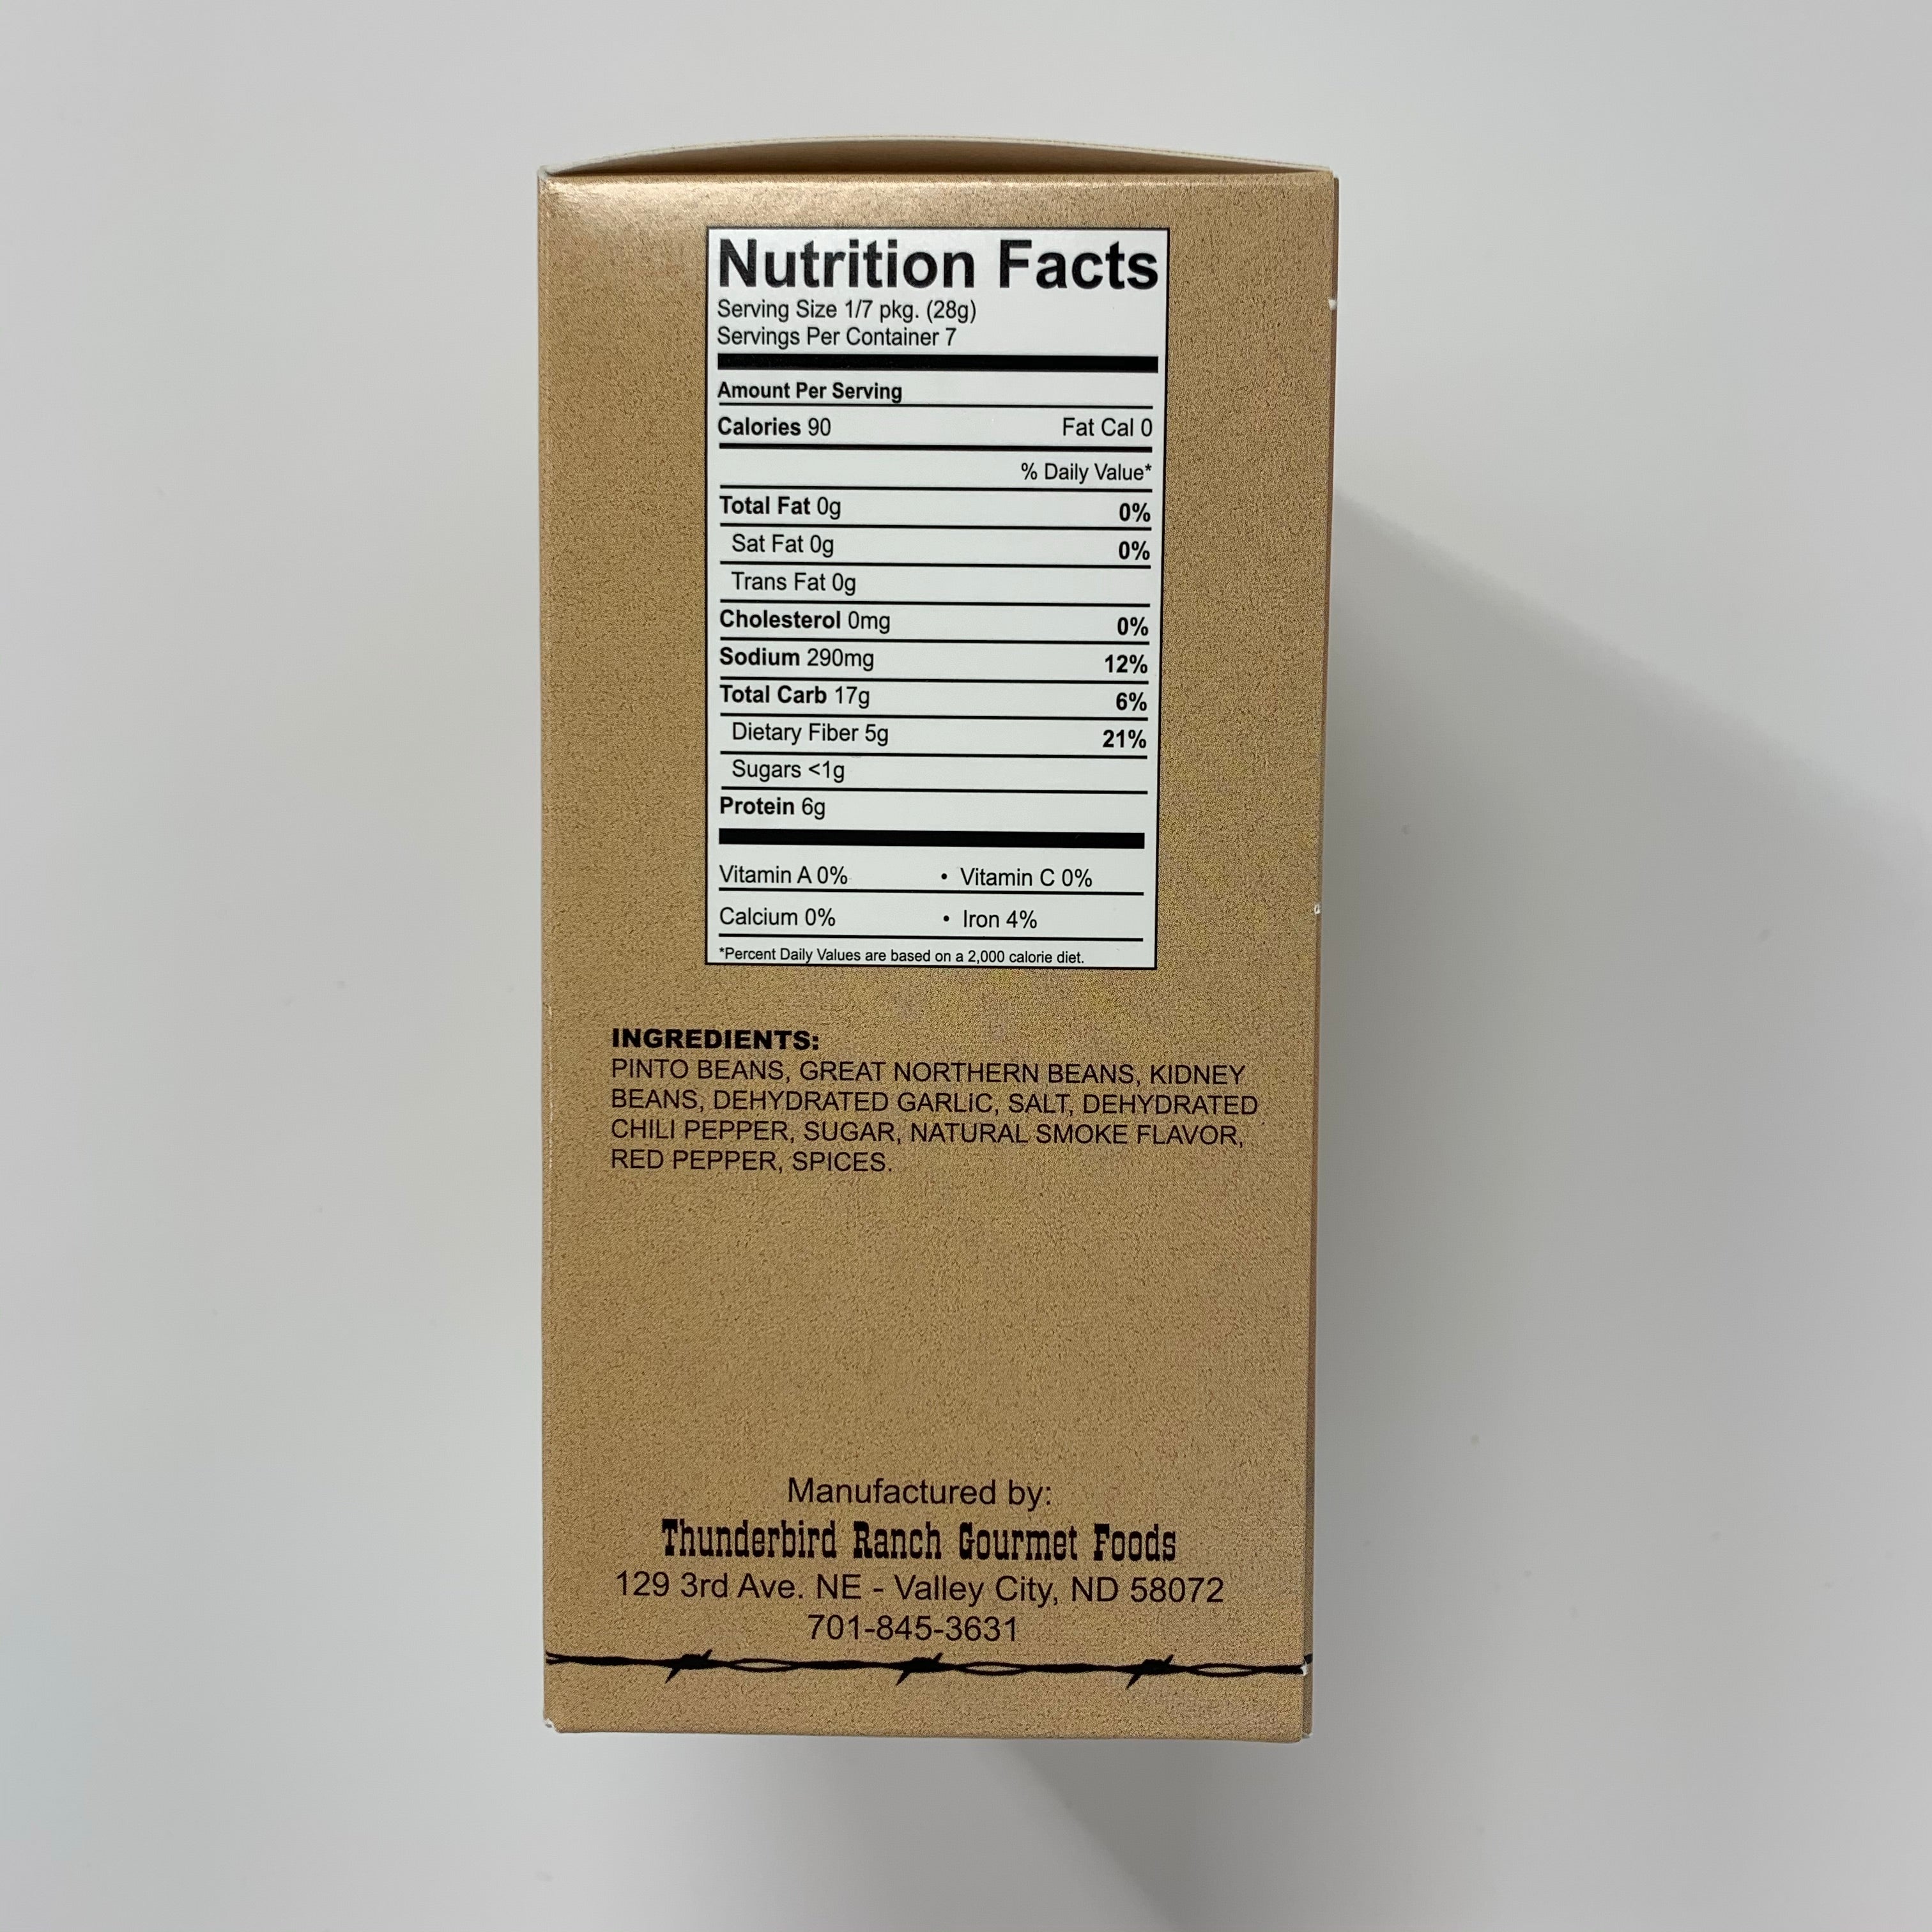 Nutrition Facts
Serving Size 1/7 pkg. (28g)
Servings Per Container 7
Amount Per Serving
Calories 90 Fat Cal 0
% Daily Value*
Total Fat 0g 0%
Sat Fat 0g 0%
Trans Fat 0g
Cholesterol 0mg 0%
Sodium 290mg 12%
Total Carb 17g 6%
Dietary Fiber 5g 21%
Sugars <1g
Protein 6g
Vitamin A 0% • Vitamin C 0%
Calcium 0% • Iron 4%
*Percent Daily Values are based on a 2,000 calorie diet.
INGREDIENTS:
PINTO BEANS, GREAT NORTHERN BEANS, KIDNEY
BEANS, DEHYDRATED GARLiC, SALT, DEHYDRATED
CHILI PEPPER, SUGAR, NATURAL SMOKE FLAVOR,
RED PEPPER, SPICES.
Manufactured by:
Thunderbird Ranch Gourmet Foods
129 3rd Ave. NE - Valley City, ND 58072
701-845-3631